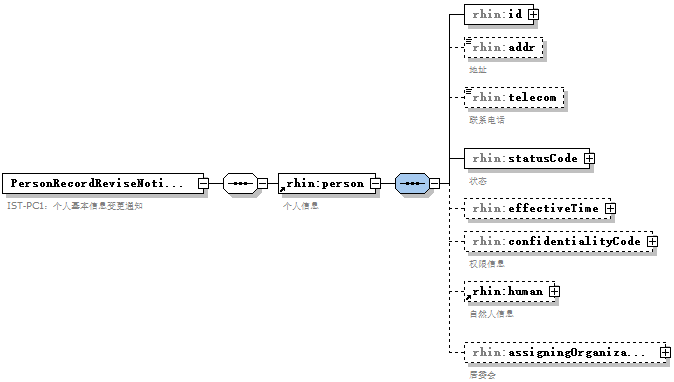 rhin:id
rhin:addr
地址
rhin:telecom
联系电话
rhin:statusCode
状态
PersonRecordReviseNoti...
IST-PC1：个人基本信息变更通知
rhin:person
个人信息
rhin:effectiveTime
rhin:confidentialityCode
权限信息
rhin:human
自然人信息
rhin:assigningOrganiza...
居委会